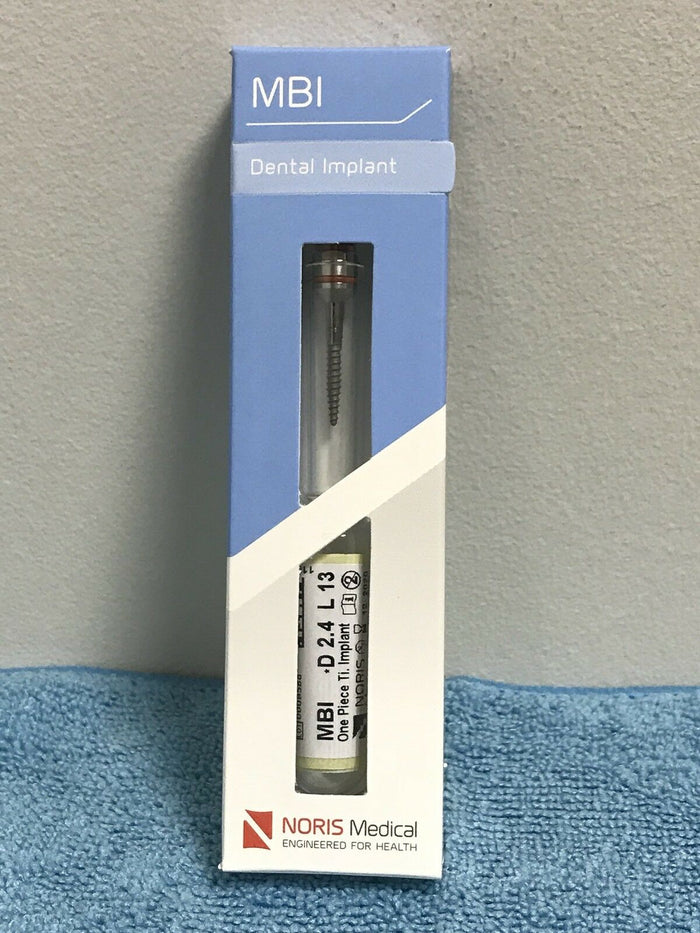 MBI
Dental Implant
MBI *D 2.4 L 13
One Piece Ti. Implant
NORIS
NORIS Medical
ENGINEERED FOR HEALTH